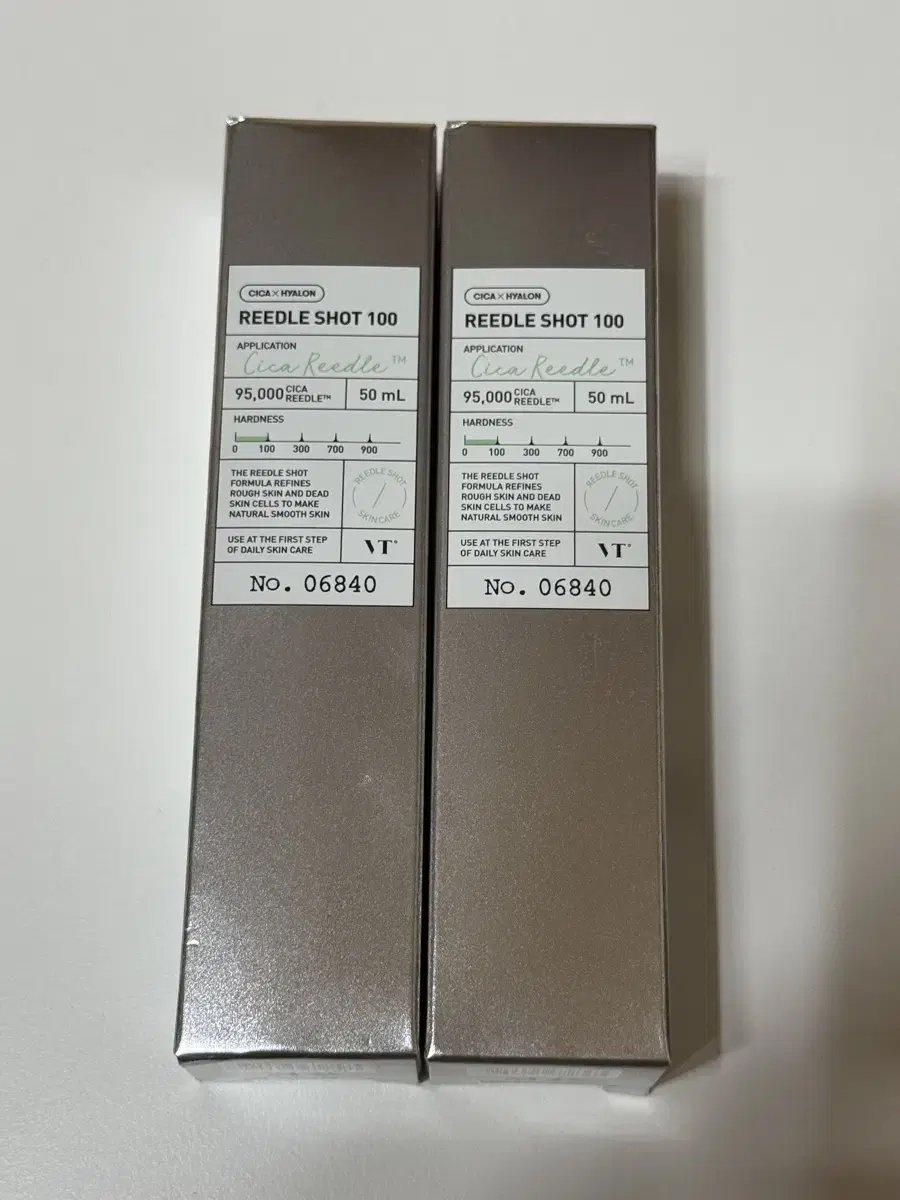 CICA × HYALON
REEDLE SHOT 100
APPLICATION
Cica Reedle™
95,000 CICA REEDLE™
50 mL
HARDNESS
0 100 300 700 900
THE REEDLE SHOT
FORMULA REFINES
ROUGH SKIN AND DEAD
SKIN CELLS TO MAKE
NATURAL SMOOTH SKIN
REEDLE SHOT
SKIN CARE
USE AT THE FIRST STEP
OF DAILY SKIN CARE
VT
No. 06840
CICA × HYALON
REEDLE SHOT 100
APPLICATION
Cica Reedle™
95,000 CICA REEDLE™
50 mL
HARDNESS
0 100 300 700 900
THE REEDLE SHOT
FORMULA REFINES
ROUGH SKIN AND DEAD
SKIN CELLS TO MAKE
NATURAL SMOOTH SKIN
REEDLE SHOT
SKIN CARE
USE AT THE FIRST STEP
OF DAILY SKIN CARE
VT
No. 06840